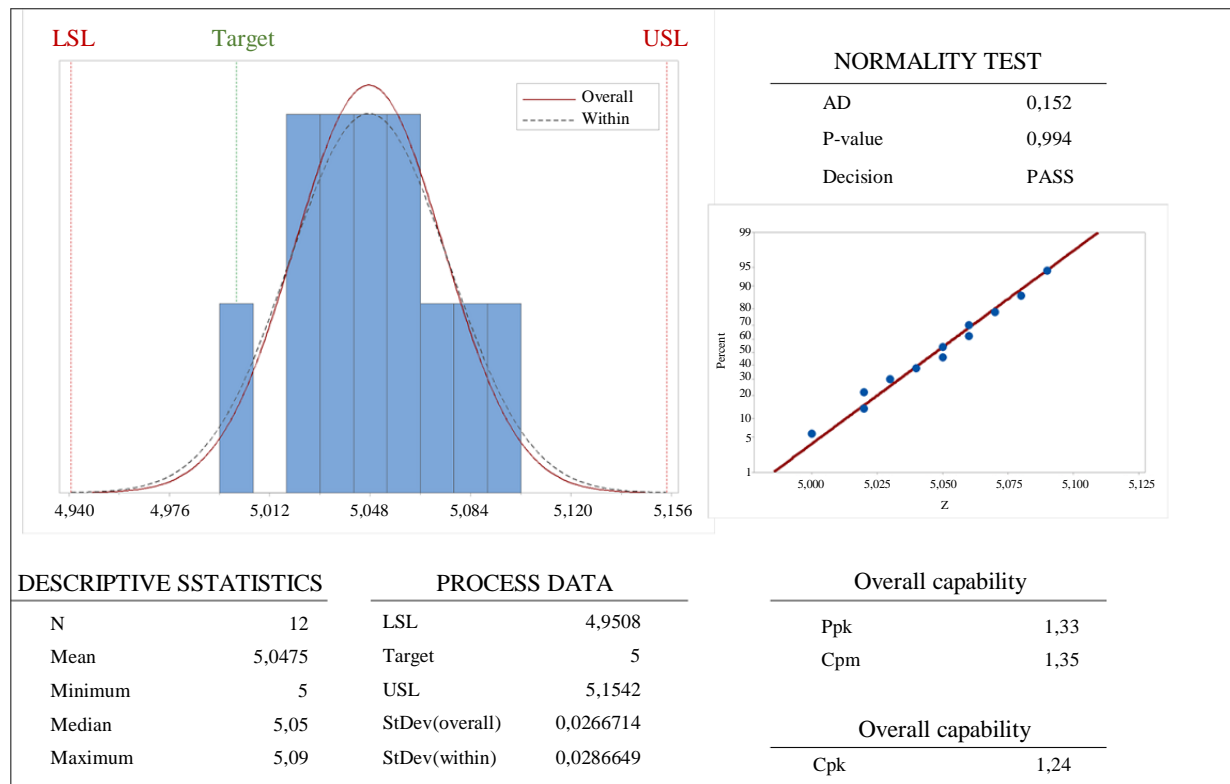 LSL Target USL
Overall
Within
4,940 4,976 5,012 5,048 5,084 5,120 5,156
NORMALITY TEST
AD 0,152
P-value 0,994
Decision PASS
99
95
90
80
70
60
50
40
30
20
10
5
1
Percent
5,000 5,025 5,050 5,075 5,100 5,125
Z
DESCRIPTIVE SSTATISTICS
N 12
Mean 5,0475
Minimum 5
Median 5,05
Maximum 5,09
PROCESS DATA
LSL 4,9508
Target 5
USL 5,1542
StDev(overall) 0,0266714
StDev(within) 0,0286649
Overall capability
Ppk 1,33
Cpm 1,35
Overall capability
Cpk 1,24